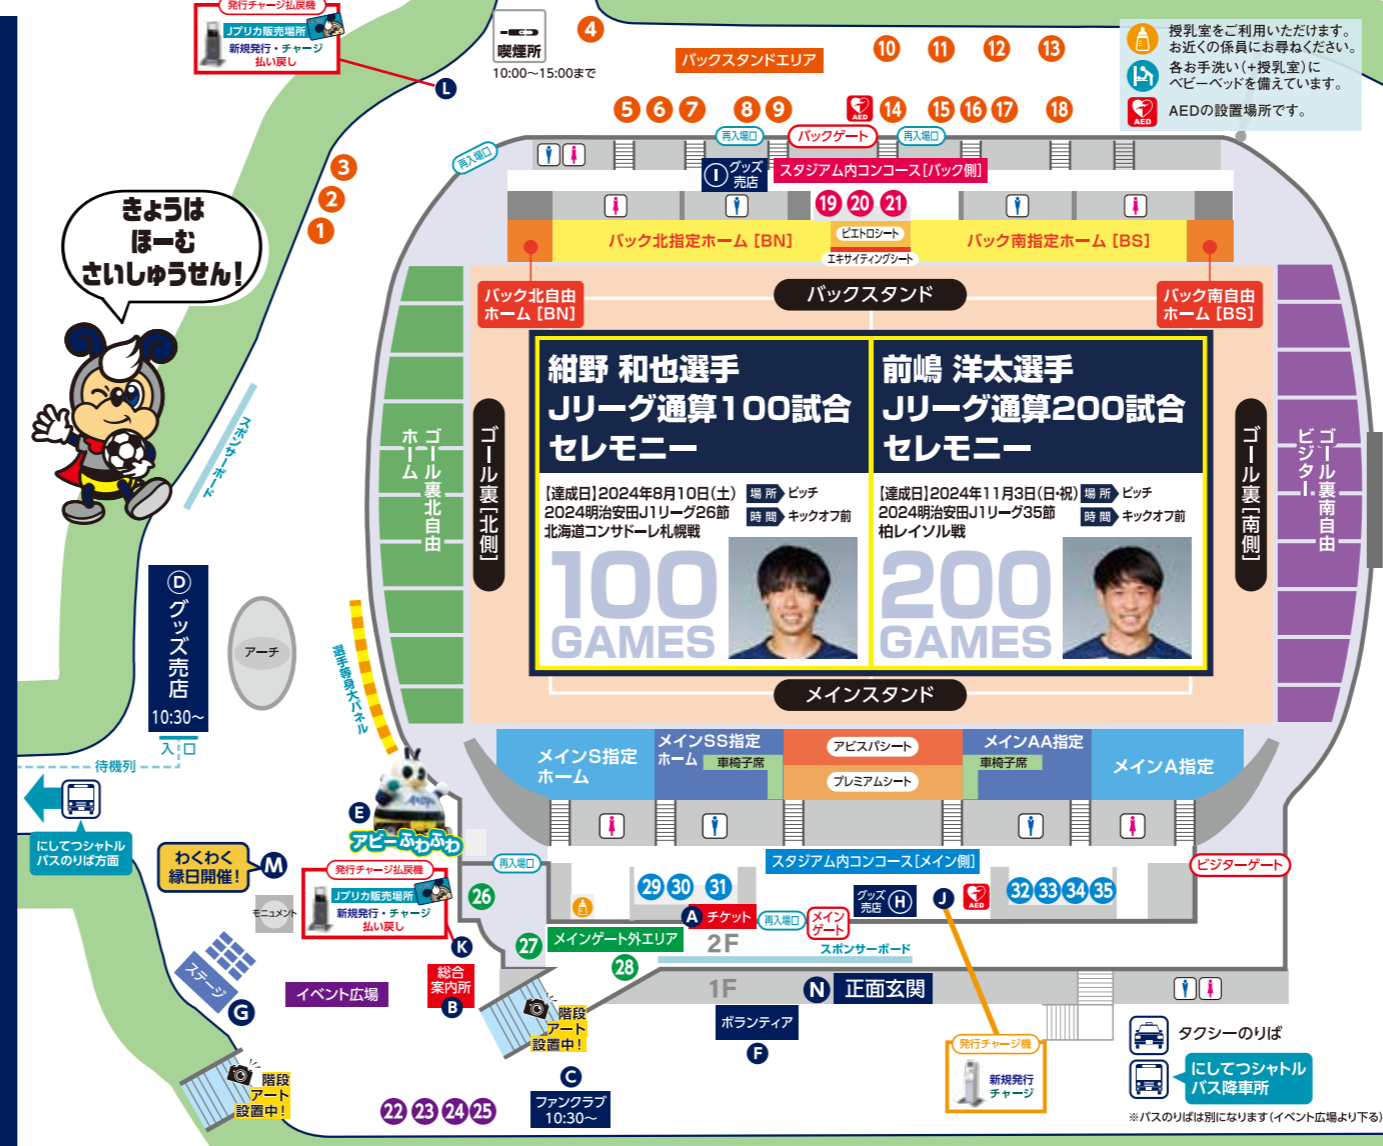 発行チャージ払戻機
Jプリカ販売場所
新規発行・チャージ
払い戻し
L
喫煙所
10:00〜15:00まで
4
バックスタンドエリア
10
11
12
13
授乳室をご利用いただけます。
お近くの係員にお尋ねください。
各お手洗い(+授乳室)に
ベビーベッドを備えています。
AED
AEDの設置場所です。
5
6
7
8
9
AED
14
15
16
17
18
再入場口
再入場口
バックゲート
再入場口
I
グッズ
売店
スタジアム内コンコース[バック側]
3
2
1
19
20
21
きょうは
ほーむ
さいしゅうせん!
バック北指定ホーム [BN]
ピエトロシート
エキサイティングシート
バック南指定ホーム [BS]
バック北自由
ホーム [BN]
バックスタンド
バック南自由
ホーム [BS]
紺野 和也選手
Jリーグ通算100試合
セレモニー
【達成日】2024年8月10日(土)
2024明治安田J1リーグ26節
北海道コンサドーレ札幌戦
場所
ピッチ
時間
キックオフ前
100
GAMES
前嶋 洋太選手
Jリーグ通算200試合
セレモニー
【達成日】2024年11月3日(日・祝)
2024明治安田J1リーグ35節
柏レイソル戦
場所
ピッチ
時間
キックオフ前
200
GAMES
スポンサーボード
ゴール裏北自由
ホーム
ゴール裏[北側]
ゴール裏[南側]
ゴール裏南自由
ビジター
D
グッズ売店
10:30〜
入口
待機列
アーチ
選手等身大パネル
メインスタンド
メインS指定
ホーム
メインSS指定
ホーム
車椅子席
アビスパシート
プレミアムシート
メインAA指定
車椅子席
メインA指定
にしてつシャトル
バスのりば方面
E
アビーふわふわ
わくわく
縁日開催!
M
モニュメント
発行チャージ払戻機
Jプリカ販売場所
新規発行・チャージ
払い戻し
K
再入場口
26
27
スタジアム内コンコース[メイン側]
ビジターゲート
29
30
31
A
チケット
再入場口
メイン
ゲート
グッズ
売店
H
J
AED
32
33
34
35
メインゲート外エリア
28
2F
スポンサーボード
1F
N
正面玄関
ステージ
G
イベント広場
総合
案内所
B
階段
アート
設置中!
ボランティア
F
階段
アート
設置中!
22
23
24
25
C
ファンクラブ
10:30〜
発行チャージ機
新規発行
チャージ
タクシーのりば
にしてつシャトル
バス降車所
※バスのりばは別になります(イベント広場より下る)